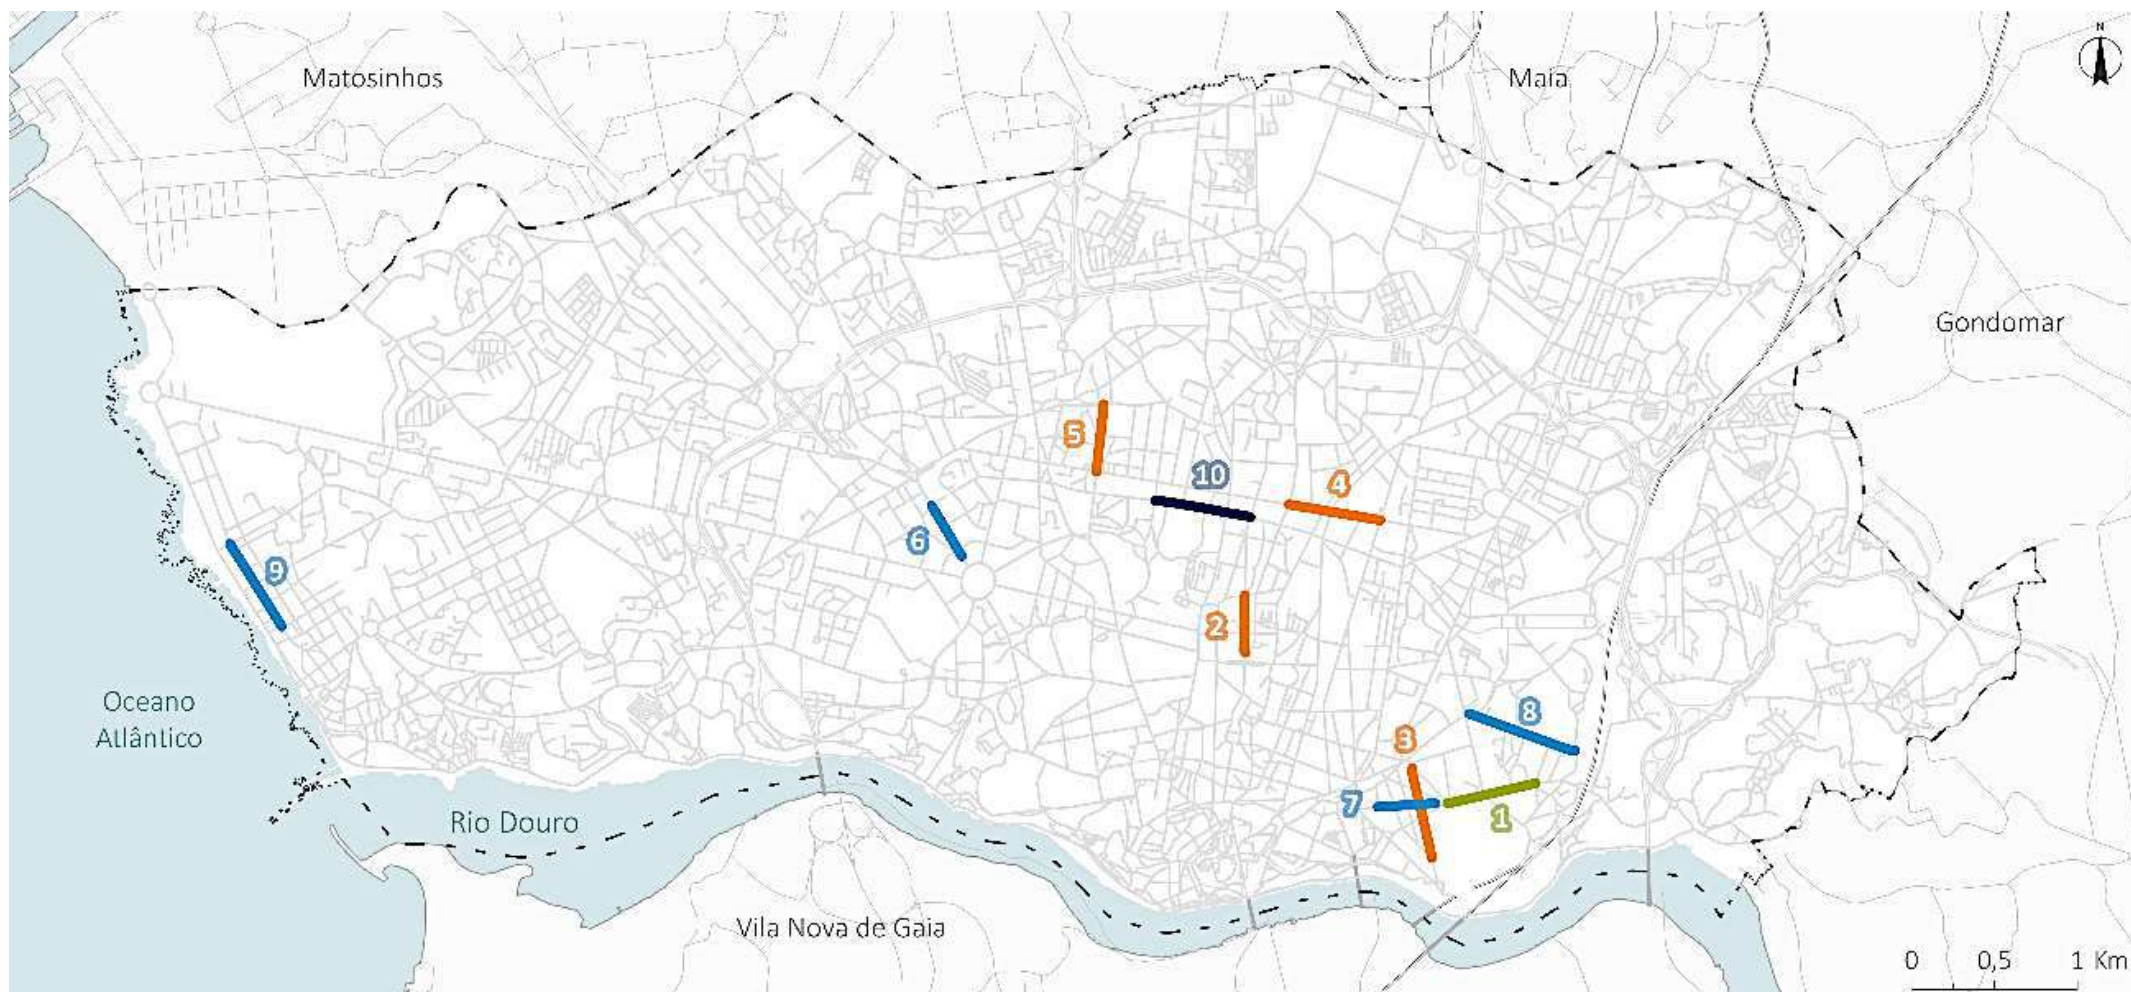 N
Matosinhos
Maia
Gondomar
5
10
4
6
9
2
Oceano
Atlântico
8
3
7
1
Rio Douro
Vila Nova de Gaia
0 0,5 1 Km